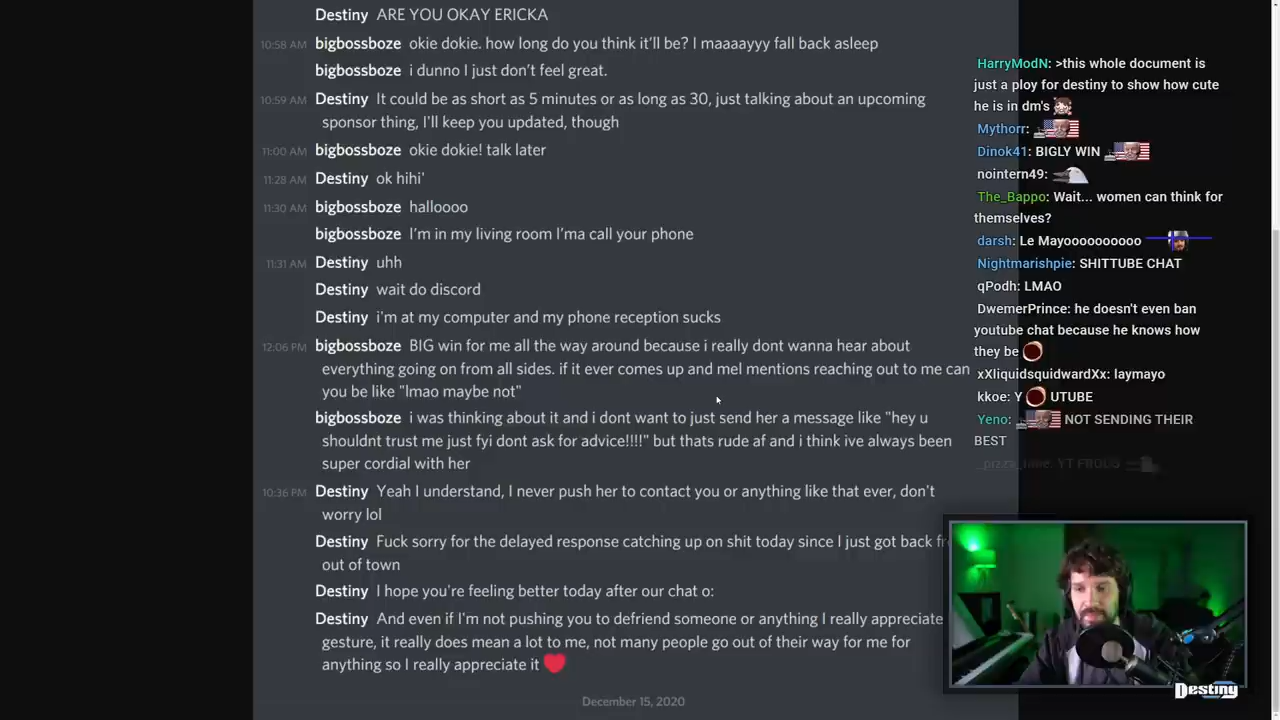 Destiny ARE YOU OKAY ERICKA
10:58 AM bigbossboze okie dokie. how long do you think it'll be? I maaaayyy fall back asleep
bigbossboze i dunno I just don't feel great.
10:59 AM Destiny It could be as short as 5 minutes or as long as 30, just talking about an upcoming
sponsor thing, I'll keep you updated, though
11:00 AM bigbossboze okie dokie! talk later
11:28 AM Destiny ok hihi'
11:30 AM bigbossboze halloooo
bigbossboze I'm in my living room I'ma call your phone
11:31 AM Destiny uhh
Destiny wait do discord
Destiny i'm at my computer and my phone reception sucks
12:06 PM bigbossboze BIG win for me all the way around because i really dont wanna hear about
everything going on from all sides. if it ever comes up and mel mentions reaching out to me can
you be like "lmao maybe not"
bigbossboze i was thinking about it and i dont want to just send her a message like "hey u
shouldnt trust me just fyi dont ask for advice!!!!" but thats rude af and i think ive always been
super cordial with her
10:36 PM Destiny Yeah I understand, I never push her to contact you or anything like that ever, don't
worry lol
Destiny Fuck sorry for the delayed response catching up on shit today since I just got back
out of town
Destiny I hope you're feeling better today after our chat o:
Destiny And even if I'm not pushing you to defriend someone or anything I really appreciate
gesture, it really does mean a lot to me, not many people go out of their way for me for
anything so I really appreciate it
December 15, 2020
HarryModN: >this whole document is
just a ploy for destiny to show how cute
he is in dm's
Mythorr:
Dinok41: BIGLY WIN
nointern49:
The_Bappo: Wait... women can think for
themselves?
darsh: Le Mayoooooooooo
Nightmarishpie: SHITTUBE CHAT
qPodh: LMAO
DwemerPrince: he doesn't even ban
youtube chat because he knows how
they be
xXliquidsquidwardXx: laymayo
kkoe: Y UTUBE
Yeno: NOT SENDING THEIR
BEST
Destiny